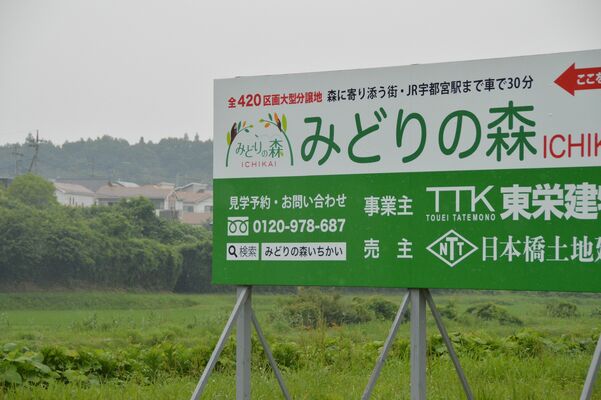 全420区画大型分譲地 森に寄り添う街・JR宇都宮駅まで車で30分
ここ
みどりの森
ICHIKAI
みどりの森
ICHIK
見学予約・お問い合わせ
0120-978-687
検索 みどりの森いちかい
事業主 TTK
TOUEI TATEMONO
東栄建
売主 NTT 日本橋土地